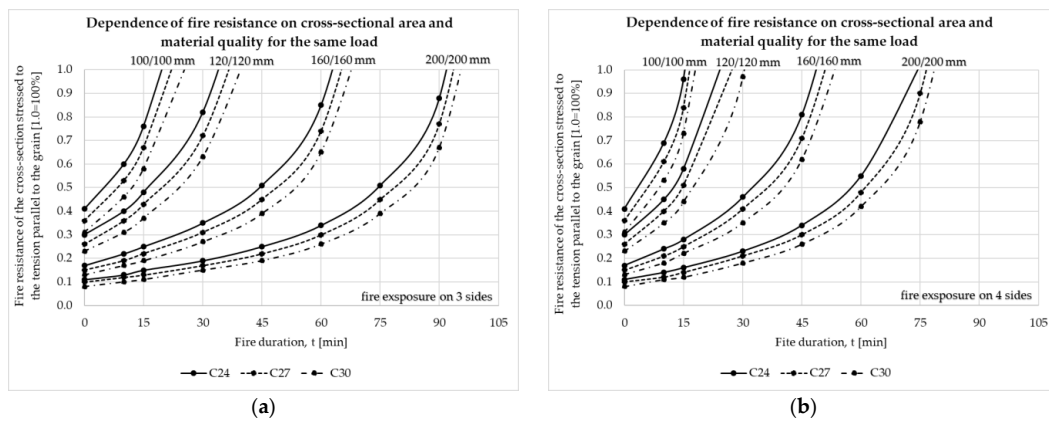 Dependence of fire resistance on cross-sectional area and
material quality for the same load
100/100 mm 120/120 mm 160/160 mm 200/200 mm
Fire resistance of the cross-section stressed to
the tension parallel to the grain [1.0=100%]
1.0
0.9
0.8
0.7
0.6
0.5
0.4
0.3
0.2
0.1
0.0
fire exsposure on 3 sides
0 15 30 45 60 75 90 105
Fire duration, t [min]
C24 C27 C30
(a)
Dependence of fire resistance on cross-sectional area and
material quality for the same load
100/100 mm 120/120 mm 160/160 mm 200/200 mm
Fire resistance of the cross-section stressed to
the tension parallel to the grain [1.0=100%]
1.0
0.9
0.8
0.7
0.6
0.5
0.4
0.3
0.2
0.1
0.0
fire exsposure on 4 sides
0 15 30 45 60 75 90 105
Fite duration, t [min]
C24 C27 C30
(b)